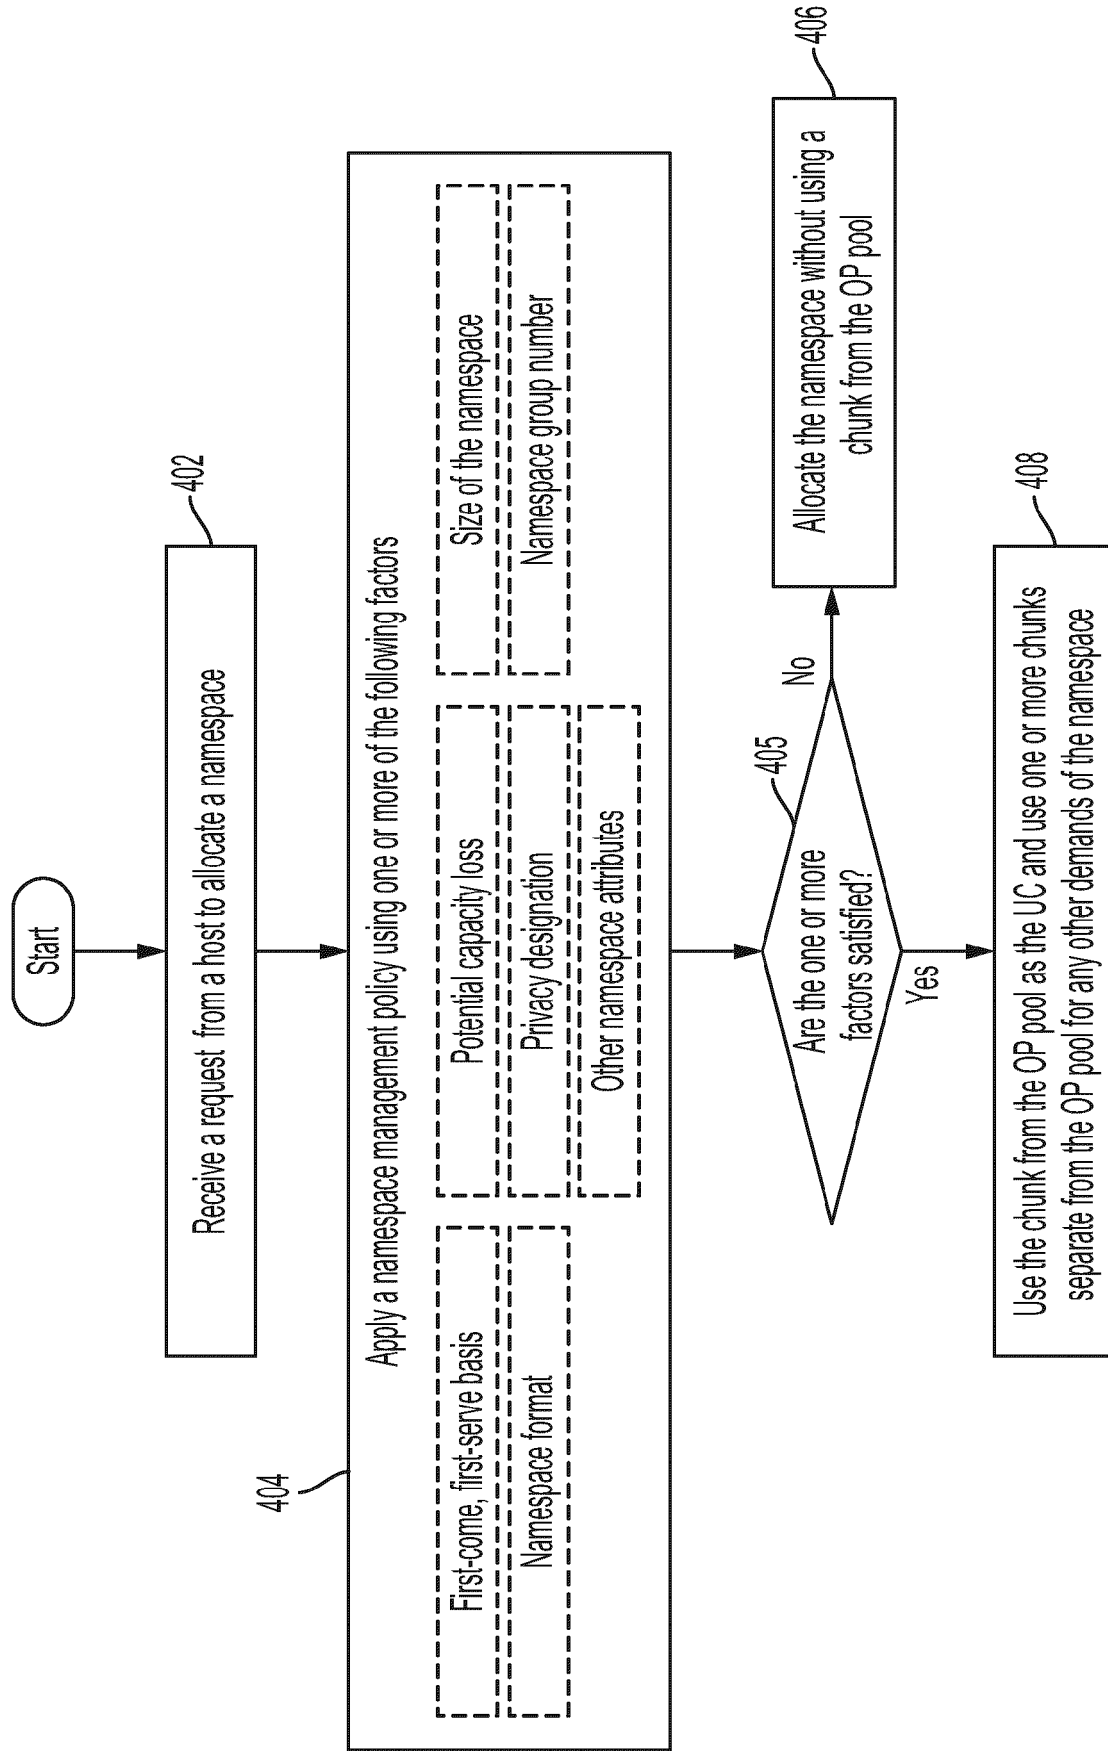 Start
Receive a request from a host to allocate a namespace
402
404
Apply a namespace management policy using one or more of the following factors
First-come, first-serve basis
Potential capacity loss
Size of the namespace
Namespace format
Privacy designation
Namespace group number
Other namespace attributes
405
Are the one or more
factors satisfied?
No
Yes
Allocate the namespace without using a
chunk from the OP pool
406
Use the chunk from the OP pool as the UC and use one or more chunks
separate from the OP pool for any other demands of the namespace
408